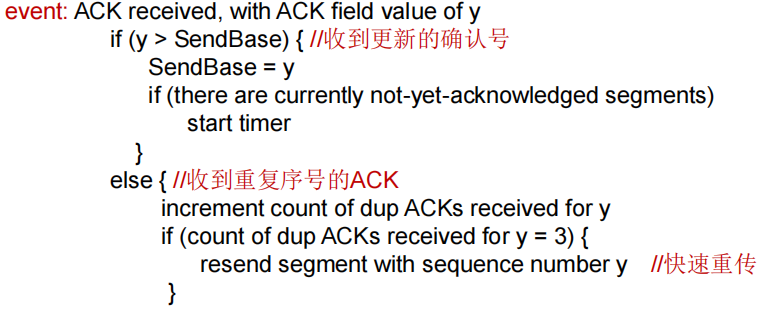 event: ACK received, with ACK field value of y
if (y > SendBase) { //收到更新的确认号
SendBase = y
if (there are currently not-yet-acknowledged segments)
start timer
}
else { //收到重复序号的ACK
increment count of dup ACKs received for y
if (count of dup ACKs received for y = 3) {
resend segment with sequence number y //快速重传
}